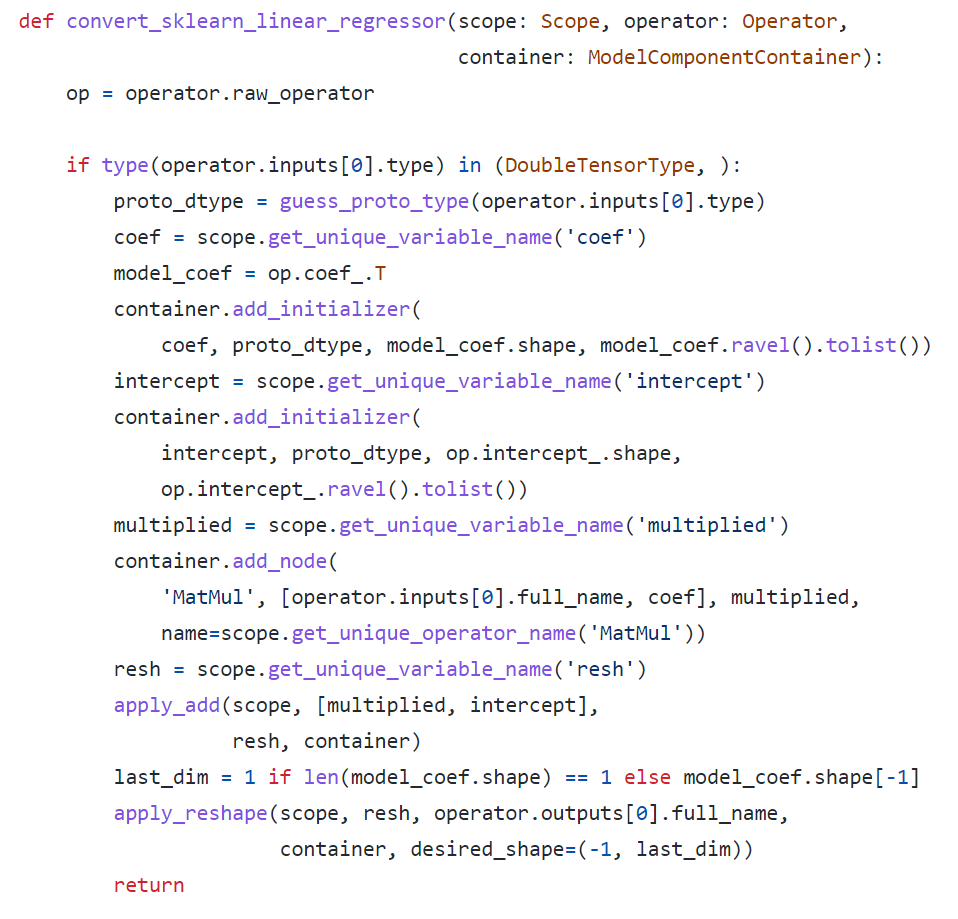 def convert_sklearn_linear_regressor(scope: Scope, operator: Operator,
                                     container: ModelComponentContainer):
    op = operator.raw_operator

    if type(operator.inputs[0].type) in (DoubleTensorType, ):
        proto_dtype = guess_proto_type(operator.inputs[0].type)
        coef = scope.get_unique_variable_name('coef')
        model_coef = op.coef_.T
        container.add_initializer(
            coef, proto_dtype, model_coef.shape, model_coef.ravel().tolist())
        intercept = scope.get_unique_variable_name('intercept')
        container.add_initializer(
            intercept, proto_dtype, op.intercept_.shape,
            op.intercept_.ravel().tolist())
        multiplied = scope.get_unique_variable_name('multiplied')
        container.add_node(
            'MatMul', [operator.inputs[0].full_name, coef], multiplied,
            name=scope.get_unique_operator_name('MatMul'))
        resh = scope.get_unique_variable_name('resh')
        apply_add(scope, [multiplied, intercept],
                  resh, container)
        last_dim = 1 if len(model_coef.shape) == 1 else model_coef.shape[-1]
        apply_reshape(scope, resh, operator.outputs[0].full_name,
                      container, desired_shape=(-1, last_dim))
        return